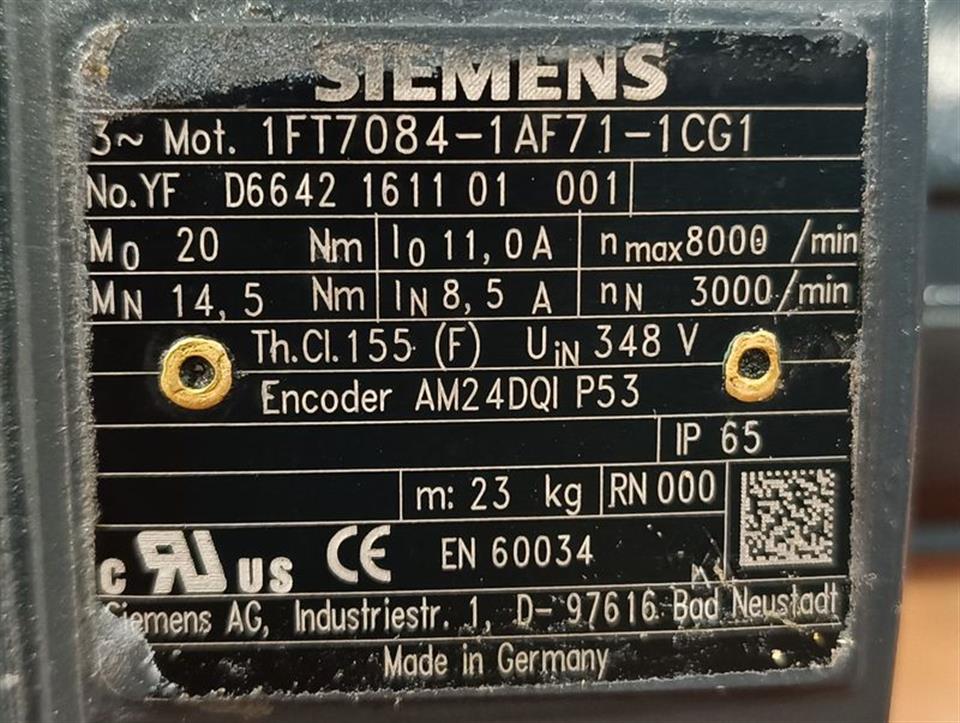 SIEMENS
3~ Mot. 1FT7084-1AF71-1CG1
No.YF D6642 1611 01 001
M0 20 Nm I0 11,0 A nmax 8000 /min
MN 14,5 Nm IN 8,5 A nN 3000 /min
Th.Cl.155 (F) UiN 348 V
Encoder AM24DQI P53
IP 65
m: 23 kg RN 000
c RU US CE EN 60034
Siemens AG, Industriestr. 1, D-97616 Bad Neustadt
Made in Germany